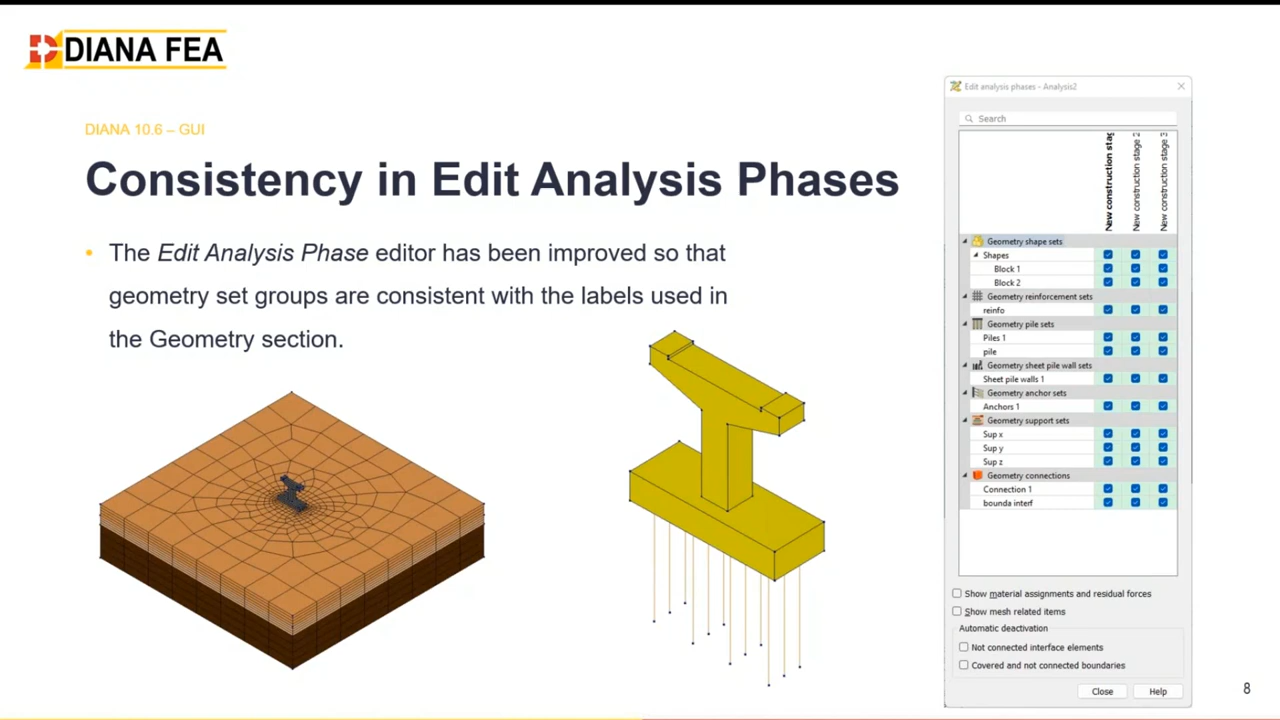 DIANA FEA
DIANA 10.6 – GUI
Consistency in Edit Analysis Phases
• The Edit Analysis Phase editor has been improved so that
geometry set groups are consistent with the labels used in
the Geometry section.
Edit analysis phases - Analysis2
Search
New construction stag
New construction stage 2
New construction stage 3
Geometry shape sets
Shapes
Block 1
Block 2
Geometry reinforcement sets
reinfo
Geometry pile sets
Piles 1
pile
Geometry sheet pile wall sets
Sheet pile walls 1
Geometry anchor sets
Anchors 1
Geometry support sets
Sup x
Sup y
Sup z
Geometry connections
Connection 1
bounda interf
Show material assignments and residual forces
Show mesh related items
Automatic deactivation
Not connected interface elements
Covered and not connected boundaries
Close
Help
8